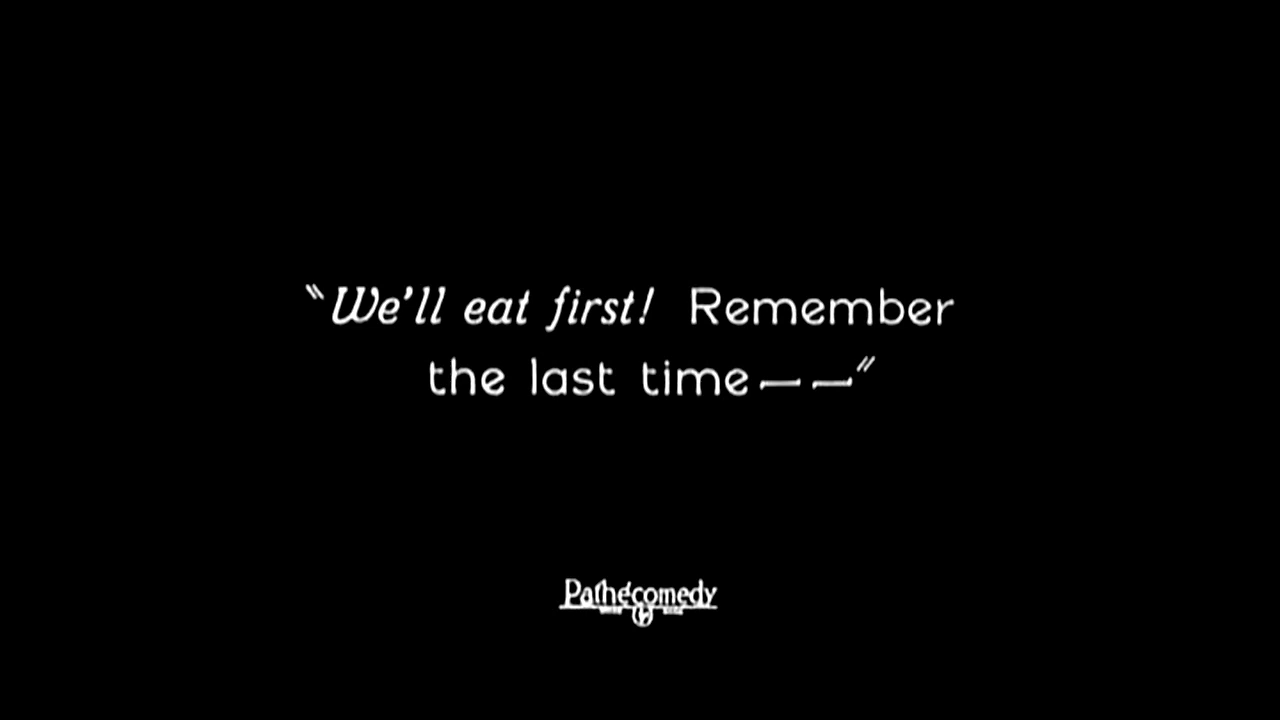 "We'll eat first! Remember
the last time — —"
Pathécomedy